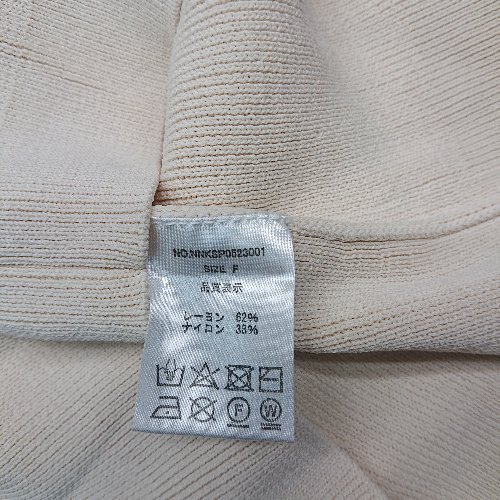 NO.NNKSP0523001
SIZE F
品質表示
レーヨン 62%
ナイロン 38%
F
W